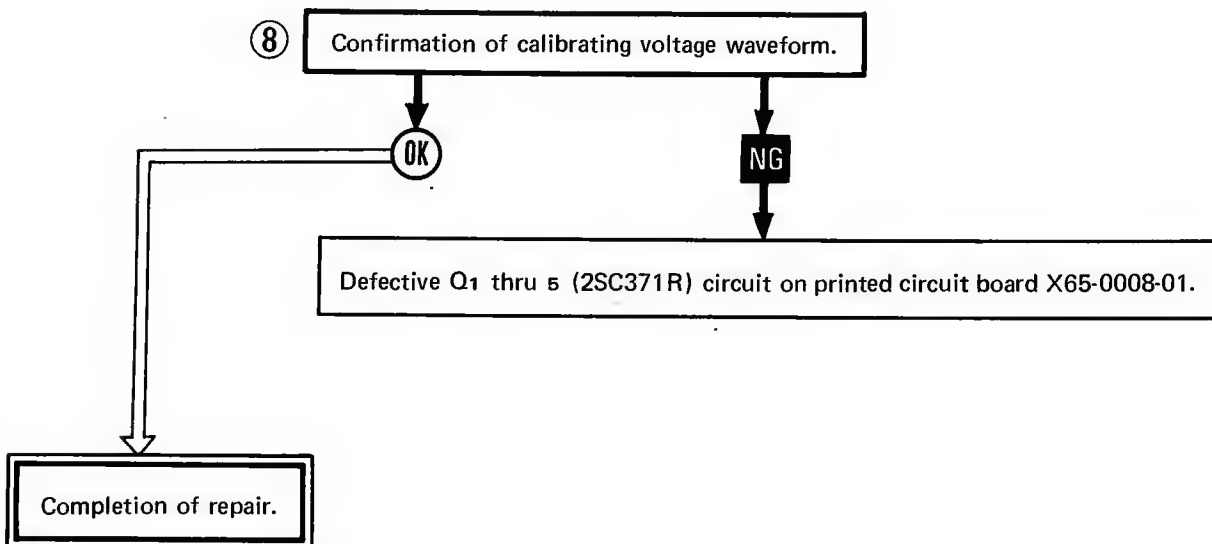 ⑧ Confirmation of calibrating voltage waveform.
OK
NG
Defective Q1 thru 5 (2SC371R) circuit on printed circuit board X65-0008-01.
Completion of repair.